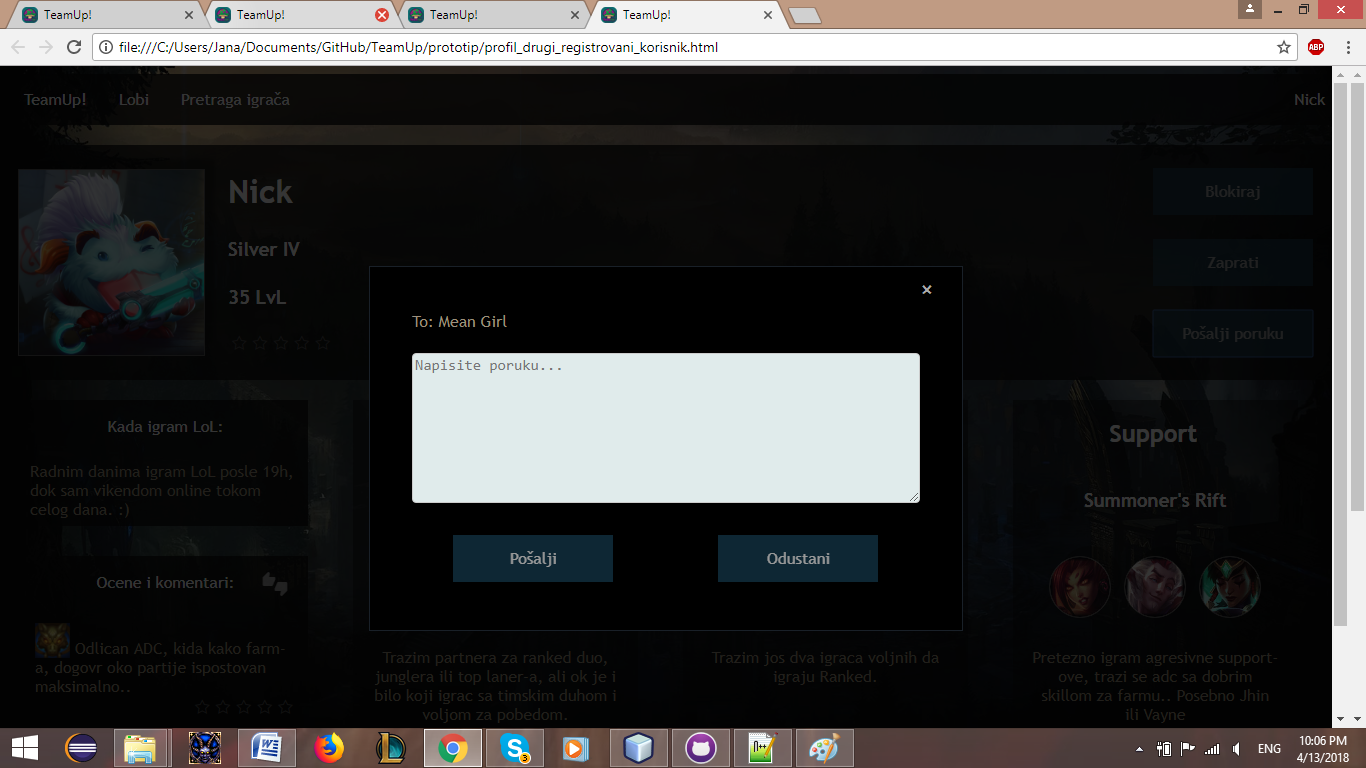 TeamUp!
TeamUp!
TeamUp!
TeamUp!
file:///C:/Users/Jana/Documents/GitHub/TeamUp/prototip/profil_drugi_registrovani_korisnik.html
ABP
TeamUp! Lobi Pretraga igrača Nick
Nick
Silver IV
35 LvL
Blokiraj
Zaprati
Pošalji poruku
×
To: Mean Girl
Napisite poruku...
Pošalji Odustani
Kada igram LoL:
Radnim danima igram LoL posle 19h,
dok sam vikendom online tokom
celog dana. :)
Ocene i komentari:
Odlican ADC, kida kako farm-
a, dogovr oko partije ispostovan
maksimalno..
Trazim partnera za ranked duo,
junglera ili top laner-a, ali ok je i
bilo koji igrac sa timskim duhom i
voljom za pobedom.
Trazim jos dva igraca voljnih da
igraju Ranked.
Support
Summoner's Rift
Pretezno igram agresivne support-
ove, trazi se adc sa dobrim
skillom za farmu.. Posebno Jhin
ili Vayne
3
ENG
10:06 PM
4/13/2018